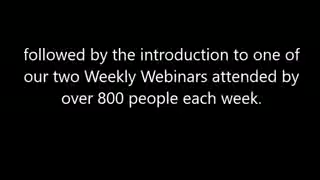 followed by the introduction to one of
our two Weekly Webinars attended by
over 800 people each week.